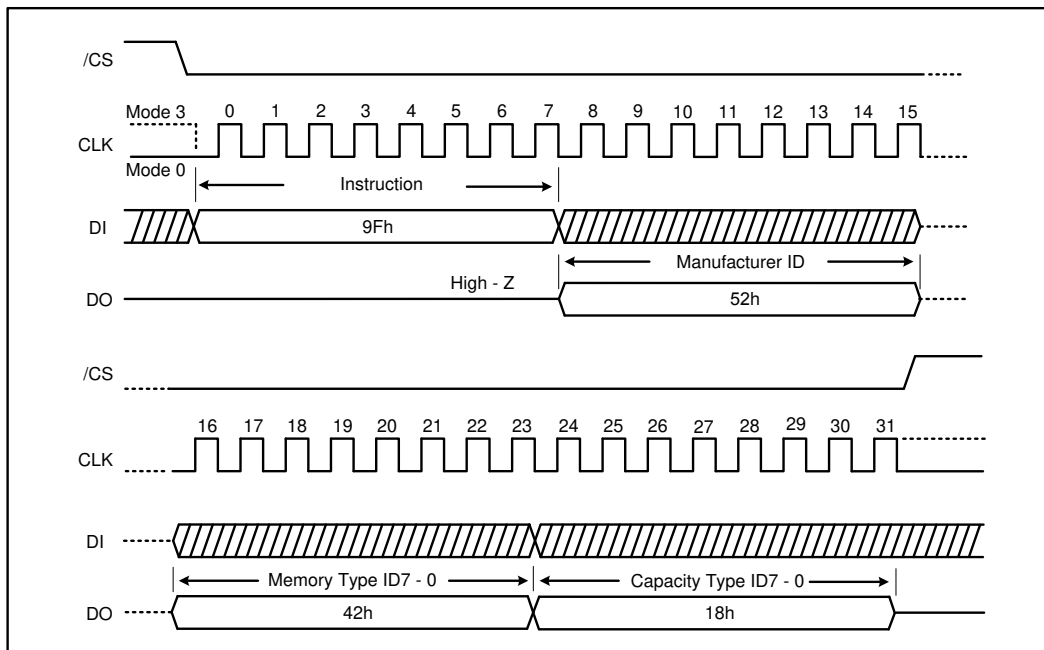 /CS
Mode 3
0 1 2 3 4 5 6 7 8 9 10 11 12 13 14 15
CLK
Mode 0
Instruction
DI
9Fh
Manufacturer ID
High - Z
DO
52h
/CS
16 17 18 19 20 21 22 23 24 25 26 27 28 29 30 31
CLK
DI
Memory Type ID7 - 0
Capacity Type ID7 - 0
DO
42h
18h